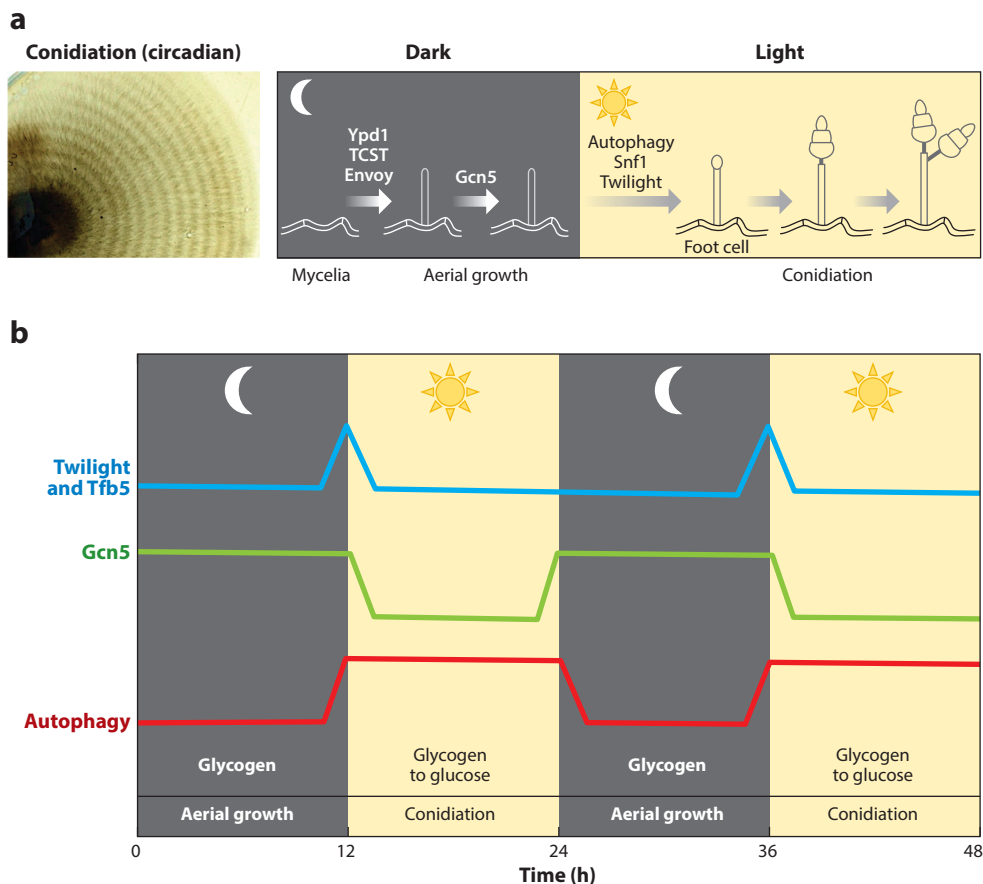 a
Conidiation (circadian)
Dark
Light
Ypd1
TCST
Envoy
Gcn5
Autophagy
Snf1
Twilight
Foot cell
Mycelia
Aerial growth
Conidiation
b
Twilight
and Tfb5
Gcn5
Autophagy
Glycogen
Glycogen
to glucose
Glycogen
Glycogen
to glucose
Aerial growth
Conidiation
Aerial growth
Conidiation
0
12
24
36
48
Time (h)